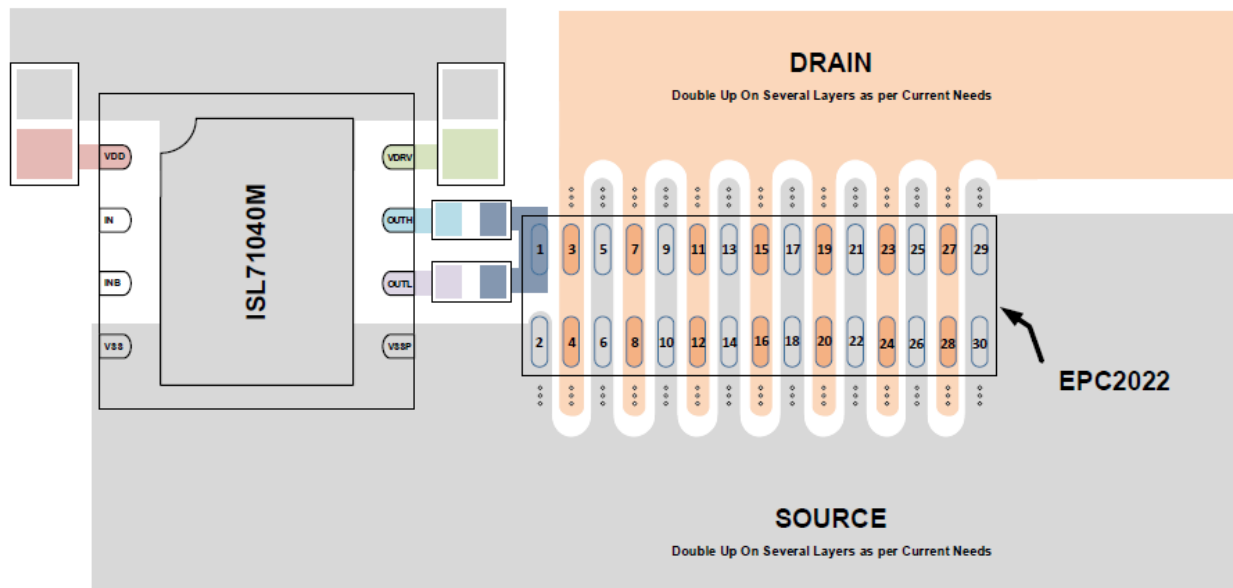 DRAIN
Double Up On Several Layers as per Current Needs
VDD
VDRV
IN
OUTH
INB
OUTL
VSS
VSSP
ISL71040M
1 3 5 7 9 11 13 15 17 19 21 23 25 27 29
2 4 6 8 10 12 14 16 18 20 22 24 26 28 30
EPC2022
SOURCE
Double Up On Several Layers as per Current Needs